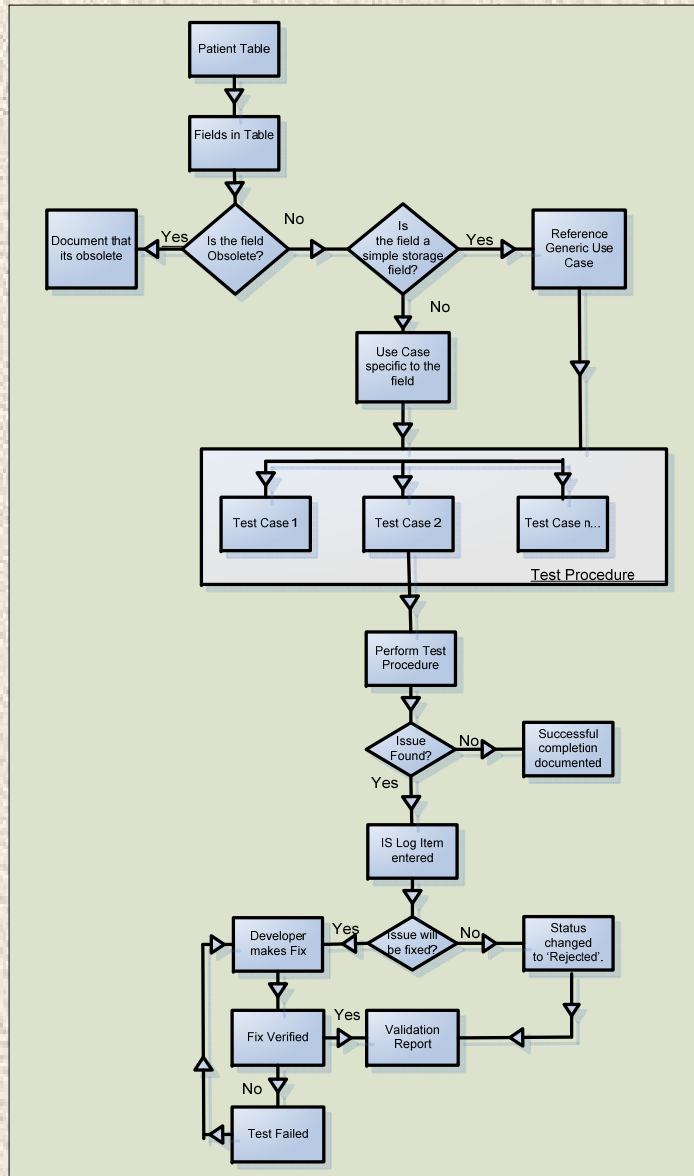 Patient Table
Fields in Table
Document that
its obsolete
Yes
Is the field
Obsolete?
No
Is
the field a
simple storage
field?
Yes
Reference
Generic Use
Case
No
Use Case
specific to the
field
Test Case 1
Test Case 2
Test Case n...
Test Procedure
Perform Test
Procedure
Issue
Found?
No
Successful
completion
documented
Yes
IS Log Item
entered
Developer
makes Fix
Yes
Issue will
be fixed?
No
Status
changed
to ‘Rejected’.
Fix Verified
Yes
Validation
Report
No
Test Failed